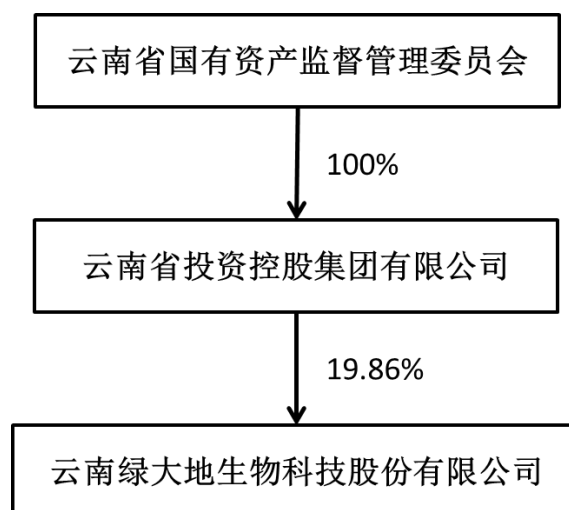 云南省国有资产监督管理委员会
100%
云南省投资控股集团有限公司
19.86%
云南绿大地生物科技股份有限公司